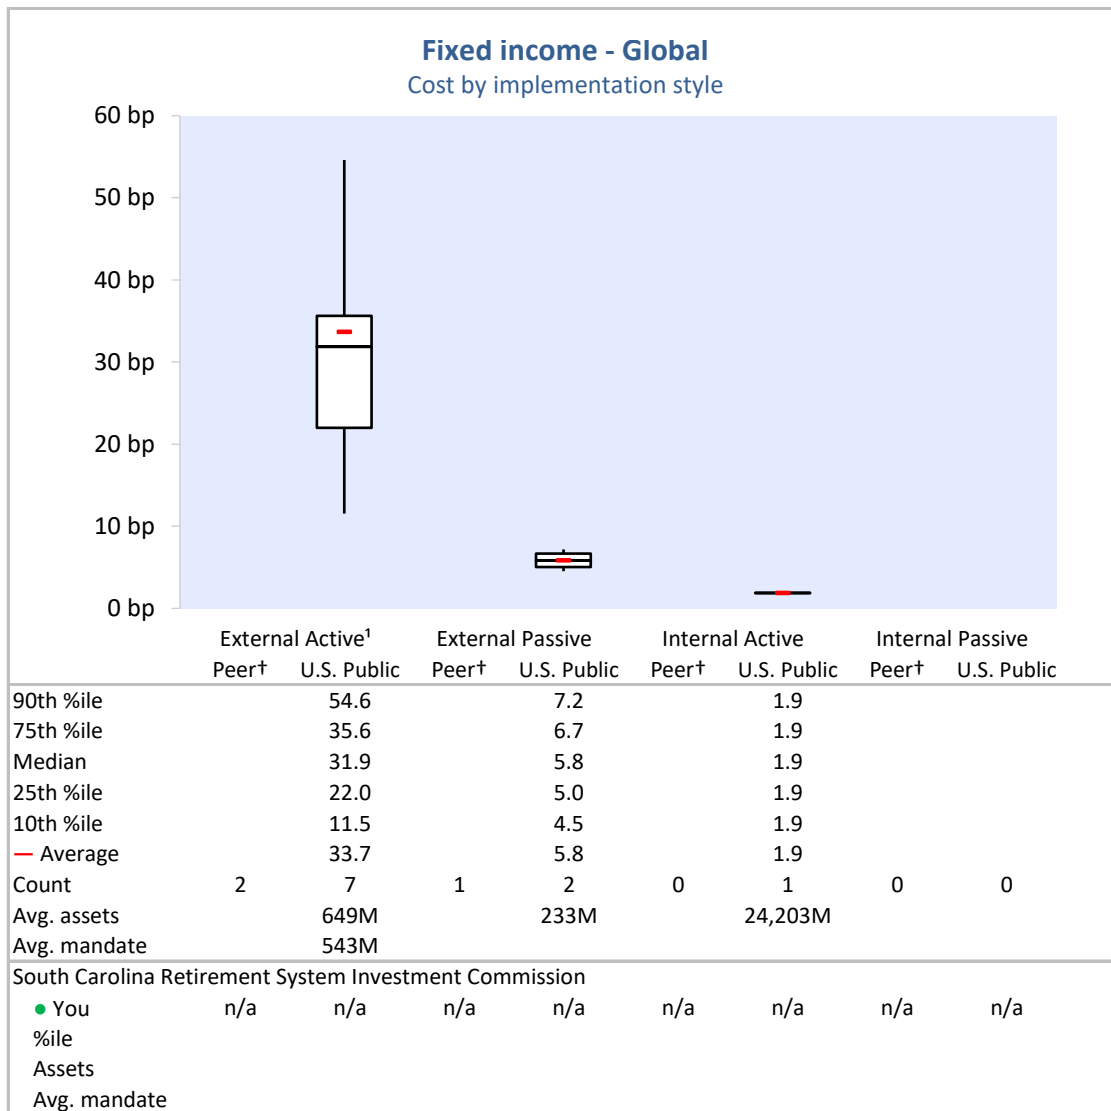 Fixed income - Global
Cost by implementation style
60 bp
50 bp
40 bp
30 bp
20 bp
10 bp
0 bp
External Active¹ External Passive Internal Active Internal Passive
Peer† U.S. Public Peer† U.S. Public Peer† U.S. Public Peer† U.S. Public
90th %ile 54.6 7.2 1.9
75th %ile 35.6 6.7 1.9
Median 31.9 5.8 1.9
25th %ile 22.0 5.0 1.9
10th %ile 11.5 4.5 1.9
— Average 33.7 5.8 1.9
Count 2 7 1 2 0 1 0 0
Avg. assets 649M 233M 24,203M
Avg. mandate 543M
South Carolina Retirement System Investment Commission
● You n/a n/a n/a n/a n/a n/a n/a n/a
%ile
Assets
Avg. mandate